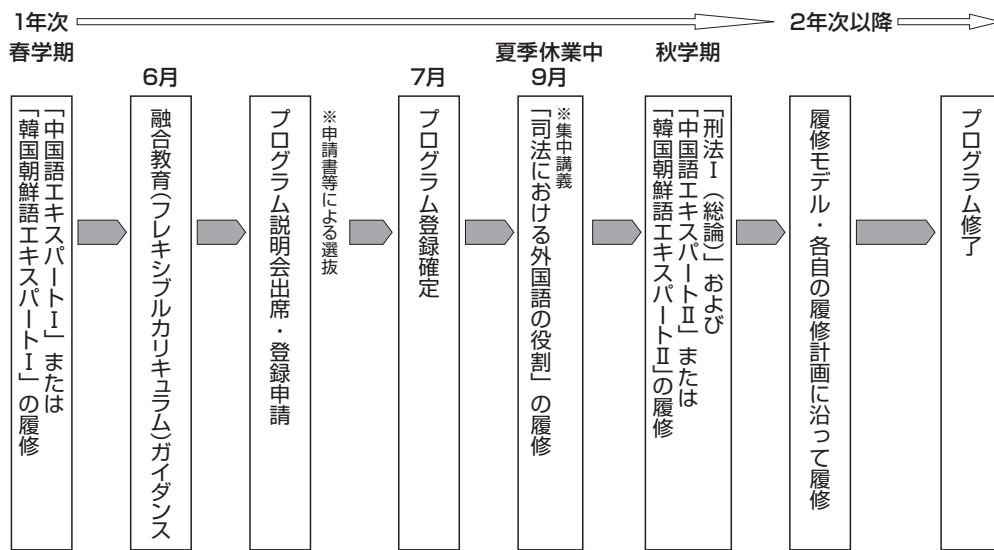 1年次
2年次以降
春学期
夏季休業中
秋学期
6月
7月
9月
「中国語エキスパートⅠ」または
「韓国朝鮮語エキスパートⅠ」の履修
融合教育(フレキシブルカリキュラム)ガイダンス
プログラム説明会出席・登録申請
※申請書等による選抜
プログラム登録確定
※集中講義
「司法における外国語の役割」の履修
「刑法Ⅰ(総論)」および
「中国語エキスパートⅡ」または
「韓国朝鮮語エキスパートⅡ」の履修
履修モデル・各自の履修計画に沿って履修
プログラム修了